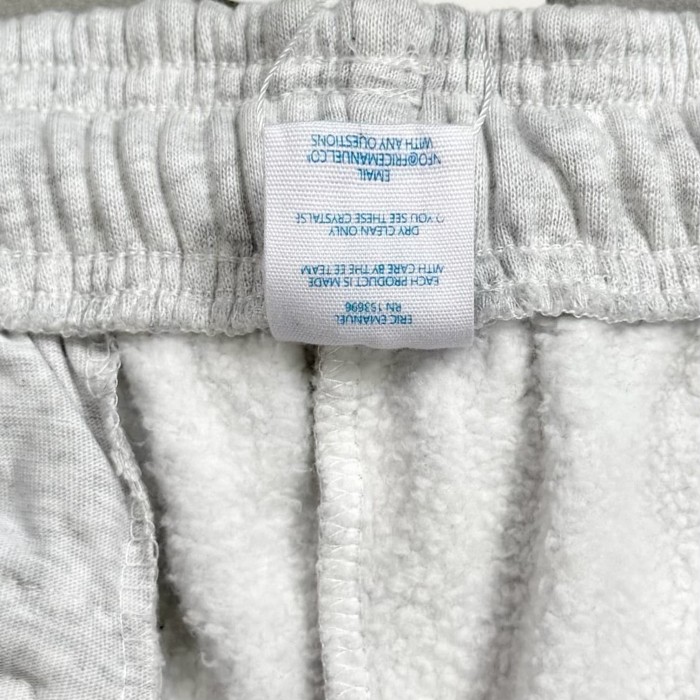 ERIC EMANUEL
RN 153696
EACH PRODUCT IS MADE
WITH CARE BY THE EE TEAM
DRY CLEAN ONLY
YOU SEE THESE CRYSTALS
EMAIL
NFO@ERICEMANUEL.CO
WITH ANY QUESTIONS